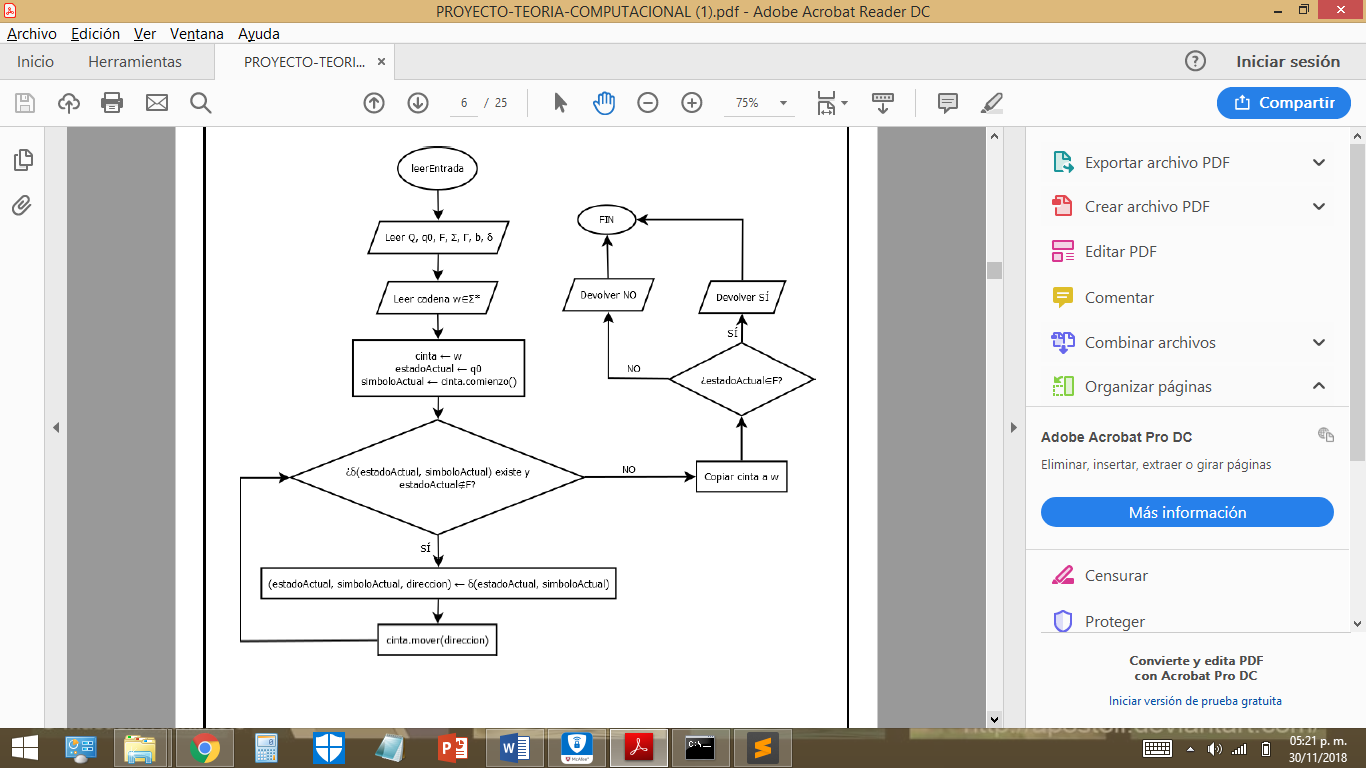 PROYECTO-TEORIA-COMPUTACIONAL (1).pdf - Adobe Acrobat Reader DC
Archivo Edición Ver Ventana Ayuda
Inicio Herramientas PROYECTO-TEORI... × Iniciar sesión
6 / 25 75% Compartir
leerEntrada
Leer Q, q0, F, Σ, Γ, b, δ
Leer cadena w∈Σ*
cinta ← w
estadoActual ← q0
simboloActual ← cinta.comienzo()
¿δ(estadoActual, simboloActual) existe y
estadoActual∉F?
SÍ
(estadoActual, simboloActual, direccion) ← δ(estadoActual, simboloActual)
cinta.mover(direccion)
NO
Copiar cinta a w
¿estadoActual∈F?
NO
SÍ
Devolver NO
Devolver SÍ
FIN
Exportar archivo PDF
Crear archivo PDF
Editar PDF
Comentar
Combinar archivos
Organizar páginas
Adobe Acrobat Pro DC
Eliminar, insertar, extraer o girar páginas
Más información
Censurar
Proteger
Convierte y edita PDF
con Acrobat Pro DC
Iniciar versión de prueba gratuita
05:21 p. m.
30/11/2018